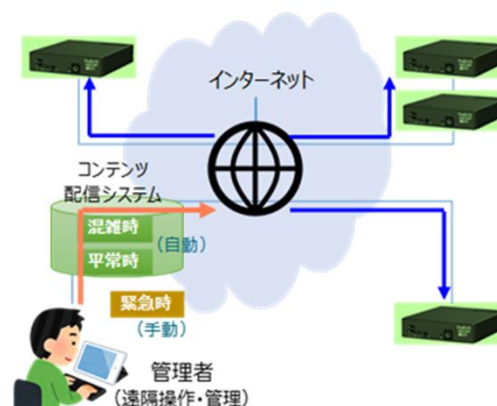 インターネット
コンテンツ
配信システム
混雑時
(自動)
平常時
緊急時
(手動)
管理者
(遠隔操作・管理)